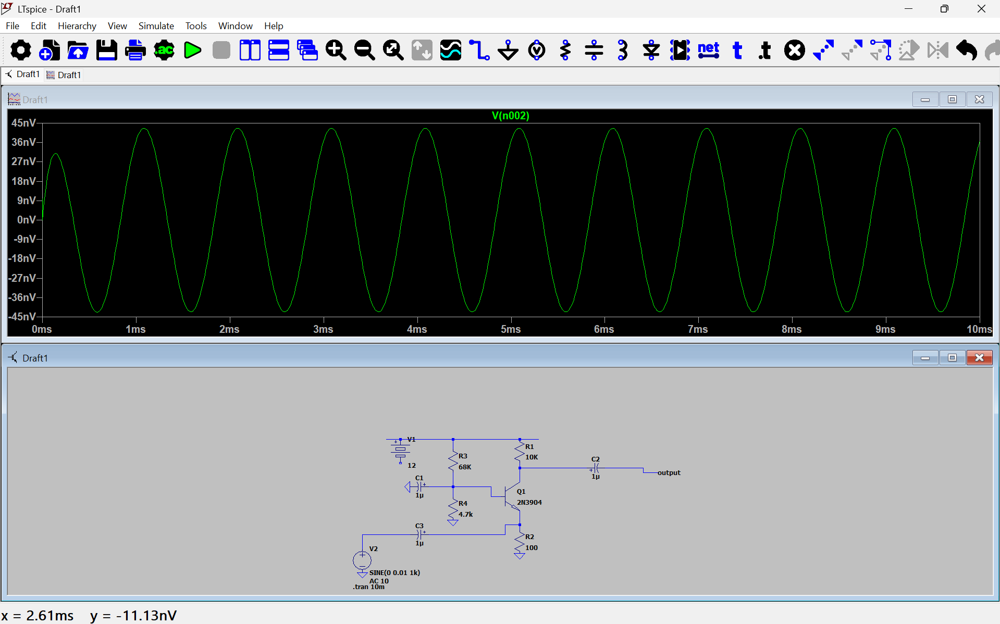 LTspice - Draft1
File Edit Hierarchy View Simulate Tools Window Help
.ac net t .t
Draft1 Draft1
Draft1
V(n002)
45nV
36nV
27nV
18nV
9nV
0nV
-9nV
-18nV
-27nV
-36nV
-45nV
0ms 1ms 2ms 3ms 4ms 5ms 6ms 7ms 8ms 9ms 10ms
Draft1
V1
12
R3
68K
R1
10K
C2
1µ
output
C1
1µ
Q1
2N3904
R4
4.7k
C3
1µ
R2
100
V2
SINE(0 0.01 1k)
AC 10
.tran 10m
x = 2.61ms y = -11.13nV